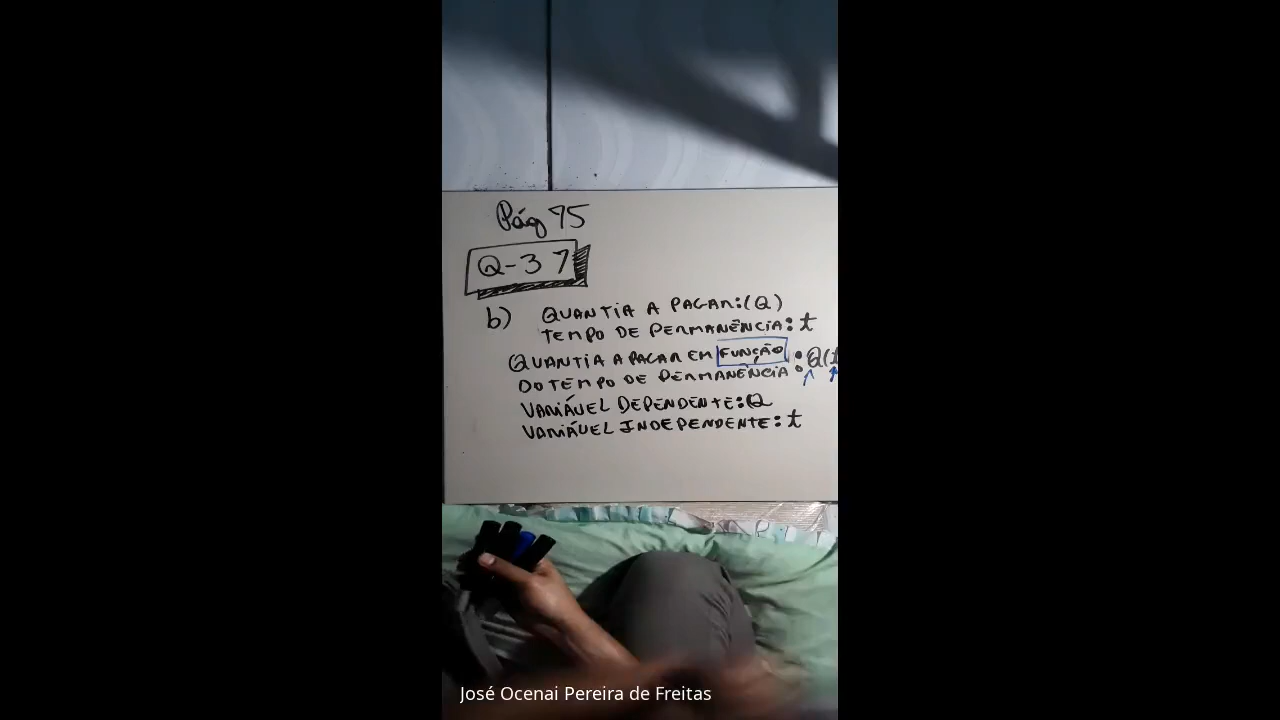 Pág 75
Q-37
b) QUANTIA A PAGAR:(Q)
TEMPO DE PERMANÊNCIA: t
QUANTIA A PAGAR EM FUNÇÃO
DO TEMPO DE PERMANÊNCIA : Q(t
VARIÁVEL DEPENDENTE: Q
VARIÁVEL INDEPENDENTE: t
José Ocenai Pereira de Freitas